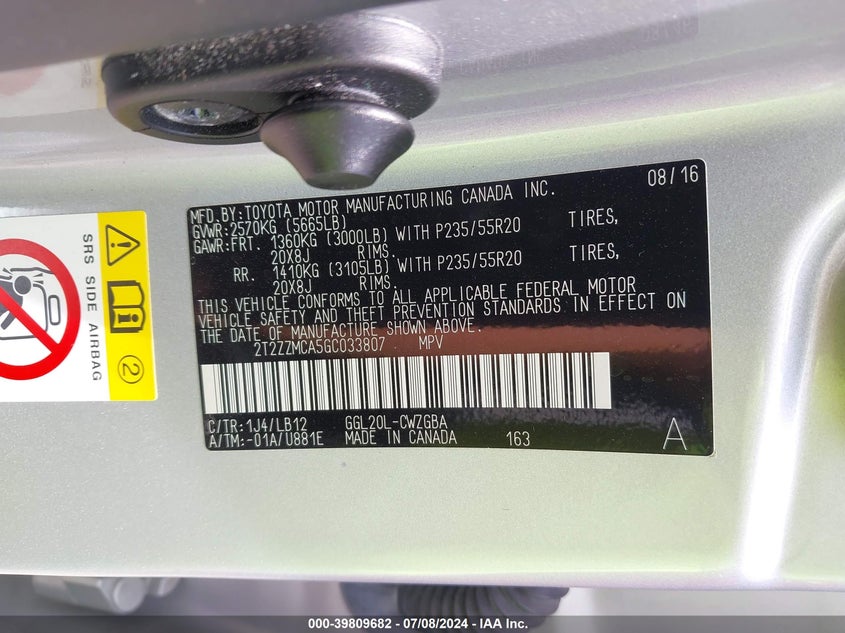 MFD.BY:TOYOTA MOTOR MANUFACTURING CANADA INC. 08/16
GVWR:2570KG (5665LB)
GAWR:FRT. 1360KG (3000LB) WITH P235/55R20 TIRES,
20X8J RIMS.
RR. 1410KG (3105LB) WITH P235/55R20 TIRES,
20X8J RIMS.
THIS VEHICLE CONFORMS TO ALL APPLICABLE FEDERAL MOTOR
VEHICLE SAFETY AND THEFT PREVENTION STANDARDS IN EFFECT ON
THE DATE OF MANUFACTURE SHOWN ABOVE.
2T2ZZMCA5GC033807 MPV
C/TR:1J4/LB12 GGL20L-CWZGBA
A/TM:-01A/U881E MADE IN CANADA 163 A
SRS SIDE AIRBAG
2
000-39809682 / 07/08/2024 - IAA Inc.